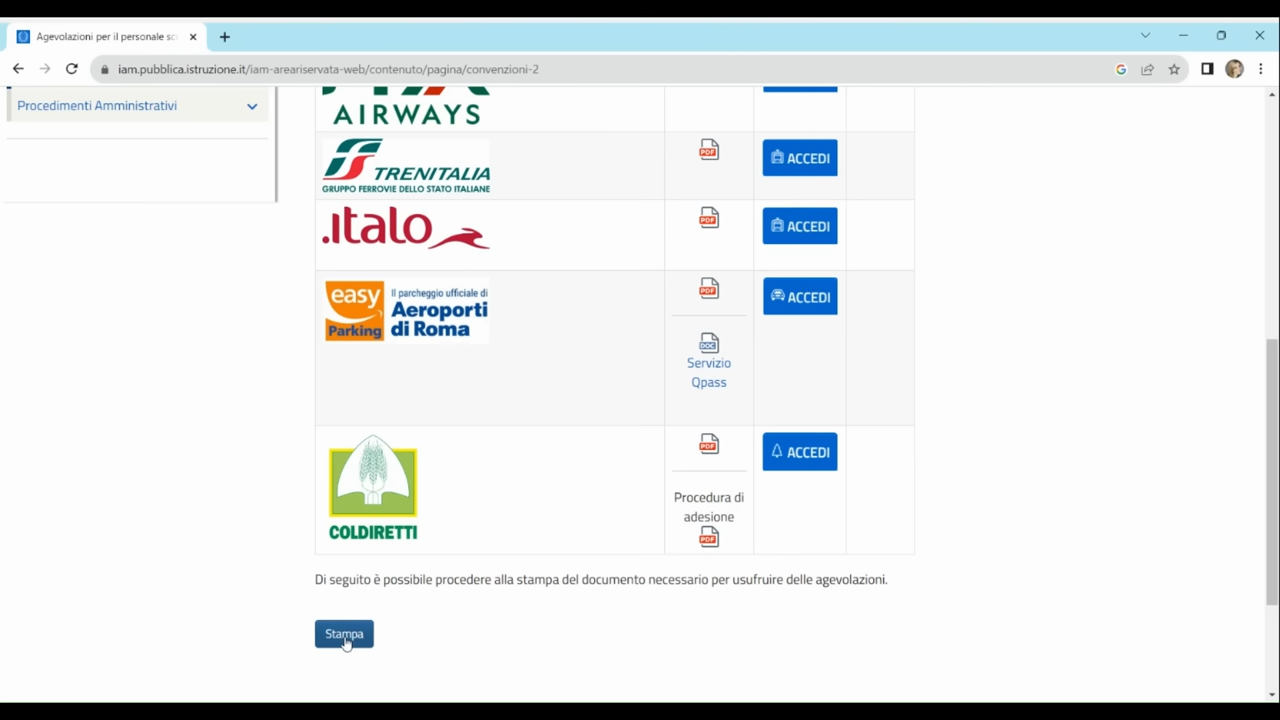 Agevolazioni per il personale sc
iam.pubblica.istruzione.it/iam-areariservata-web/contenuto/pagina/convenzioni-2
Procedimenti Amministrativi
AIRWAYS
TRENITALIA
GRUPPO FERROVIE DELLO STATO ITALIANE
PDF
ACCEDI
.italo
PDF
ACCEDI
easy
Parking
Il parcheggio ufficiale di
Aeroporti
di Roma
PDF
DOC
Servizio
Qpass
ACCEDI
COLDIRETTI
PDF
Procedura di
adesione
PDF
ACCEDI
Di seguito è possibile procedere alla stampa del documento necessario per usufruire delle agevolazioni.
Stampa